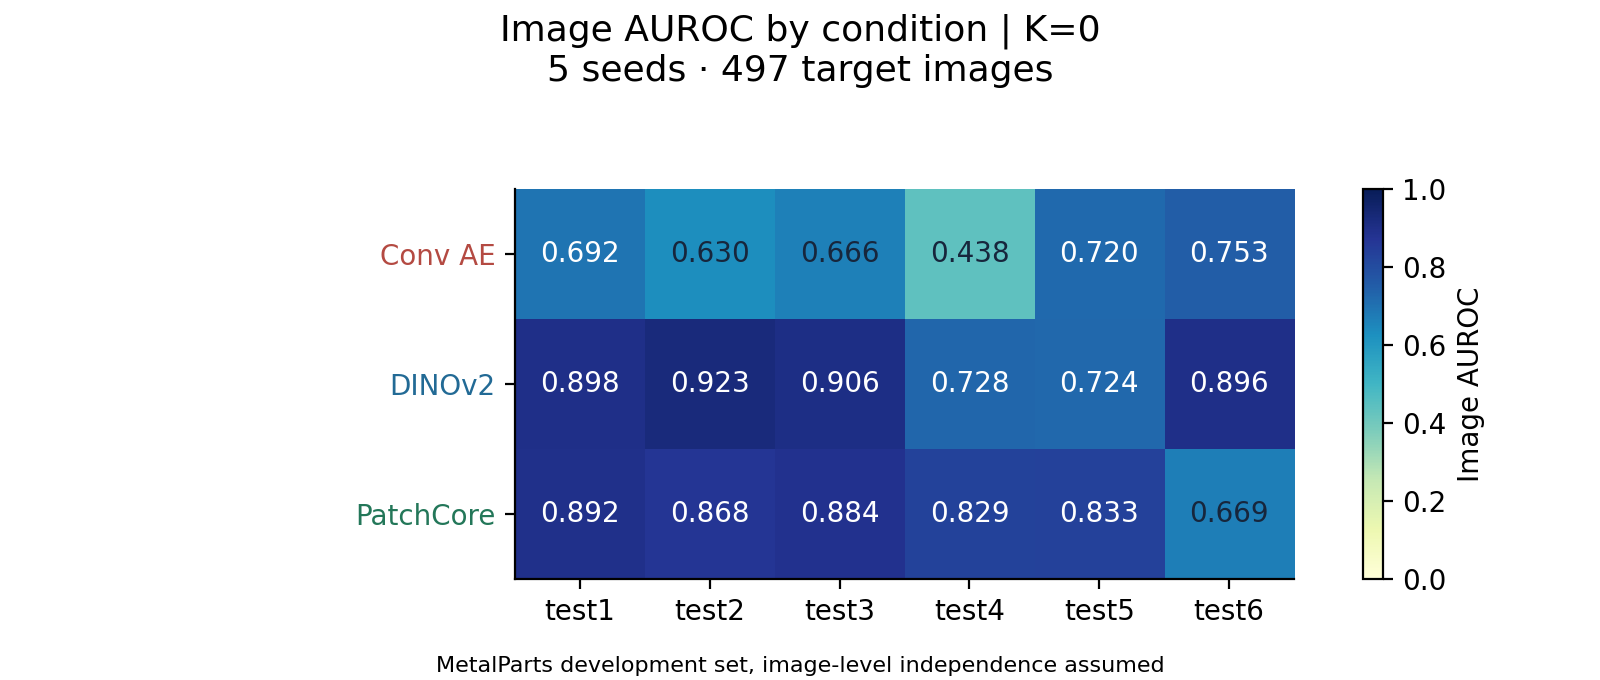 Image AUROC by condition | K=0
5 seeds · 497 target images
Conv AE 0.692 0.630 0.666 0.438 0.720 0.753
DINOv2 0.898 0.923 0.906 0.728 0.724 0.896
PatchCore 0.892 0.868 0.884 0.829 0.833 0.669
test1 test2 test3 test4 test5 test6
1.0
0.8
0.6
0.4
0.2
0.0
Image AUROC
MetalParts development set, image-level independence assumed